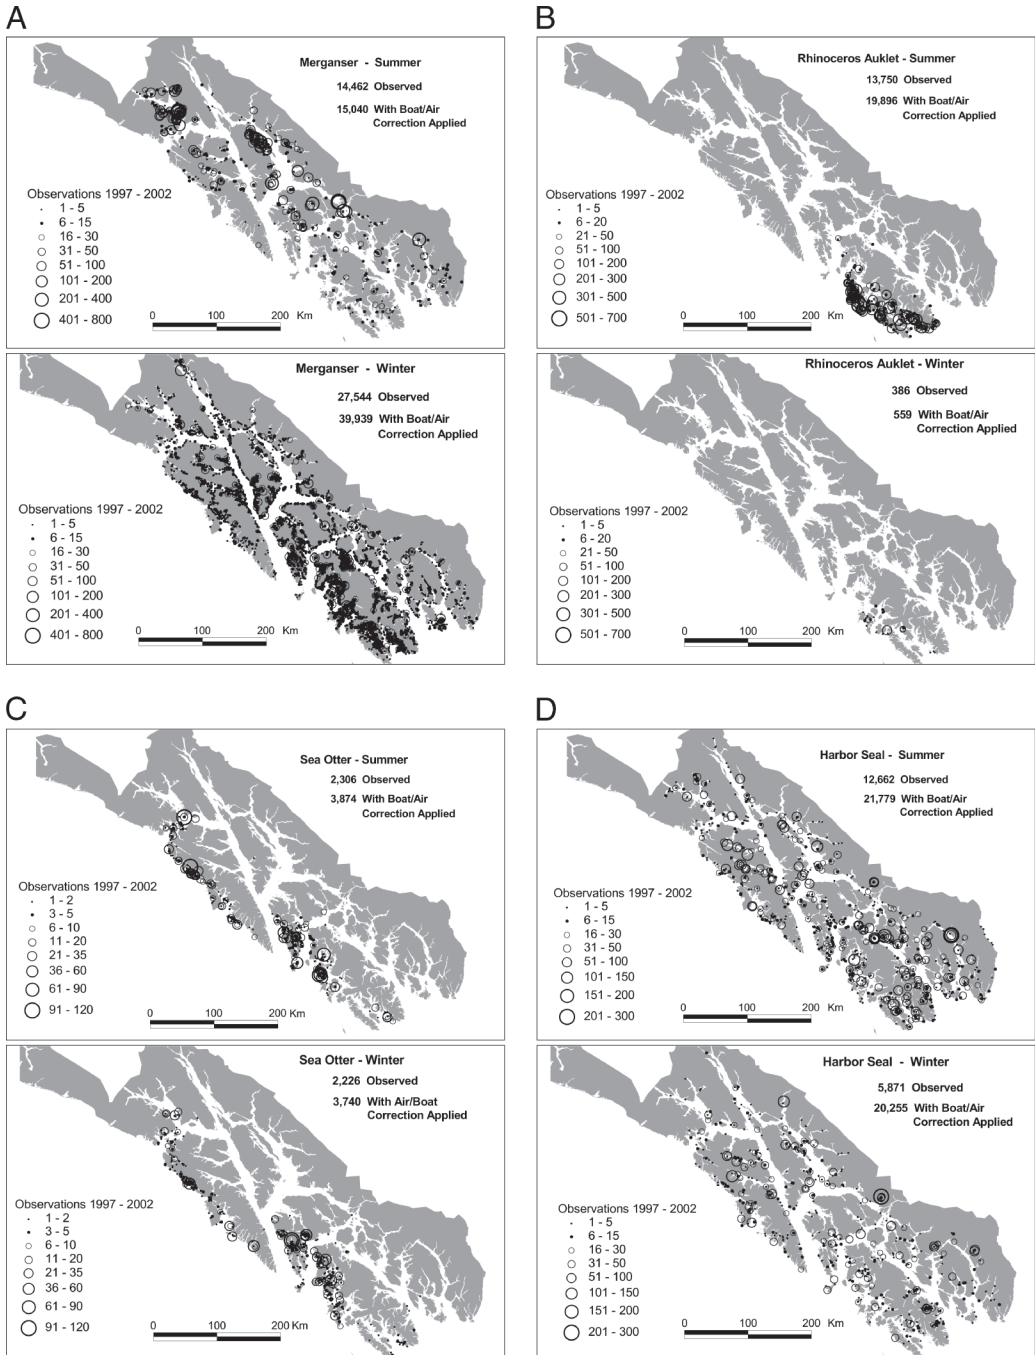 A
Merganser - Summer
14,462 Observed
15,040 With Boat/Air
Correction Applied
Observations 1997 - 2002
1 - 5
6 - 15
16 - 30
31 - 50
51 - 100
101 - 200
201 - 400
401 - 800
0 100 200 Km
Merganser - Winter
27,544 Observed
39,939 With Boat/Air
Correction Applied
Observations 1997 - 2002
1 - 5
6 - 15
16 - 30
31 - 50
51 - 100
101 - 200
201 - 400
401 - 800
0 100 200 Km
B
Rhinoceros Auklet - Summer
13,750 Observed
19,896 With Boat/Air
Correction Applied
Observations 1997 - 2002
1 - 5
6 - 20
21 - 50
51 - 100
101 - 200
201 - 300
301 - 500
501 - 700
0 100 200 Km
Rhinoceros Auklet - Winter
386 Observed
559 With Boat/Air
Correction Applied
Observations 1997 - 2002
1 - 5
6 - 20
21 - 50
51 - 100
101 - 200
201 - 300
301 - 500
501 - 700
0 100 200 Km
C
Sea Otter - Summer
2,306 Observed
3,874 With Boat/Air
Correction Applied
Observations 1997 - 2002
1 - 2
3 - 5
6 - 10
11 - 20
21 - 35
36 - 60
61 - 90
91 - 120
0 100 200 Km
Sea Otter - Winter
2,226 Observed
3,740 With Air/Boat
Correction Applied
Observations 1997 - 2002
1 - 2
3 - 5
6 - 10
11 - 20
21 - 35
36 - 60
61 - 90
91 - 120
0 100 200 Km
D
Harbor Seal - Summer
12,662 Observed
21,779 With Boat/Air
Correction Applied
Observations 1997 - 2002
1 - 5
6 - 15
16 - 30
31 - 50
51 - 100
101 - 150
151 - 200
201 - 300
0 100 200 Km
Harbor Seal - Winter
5,871 Observed
20,255 With Boat/Air
Correction Applied
Observations 1997 - 2002
1 - 5
6 - 15
16 - 30
31 - 50
51 - 100
101 - 150
151 - 200
201 - 300
0 100 200 Km